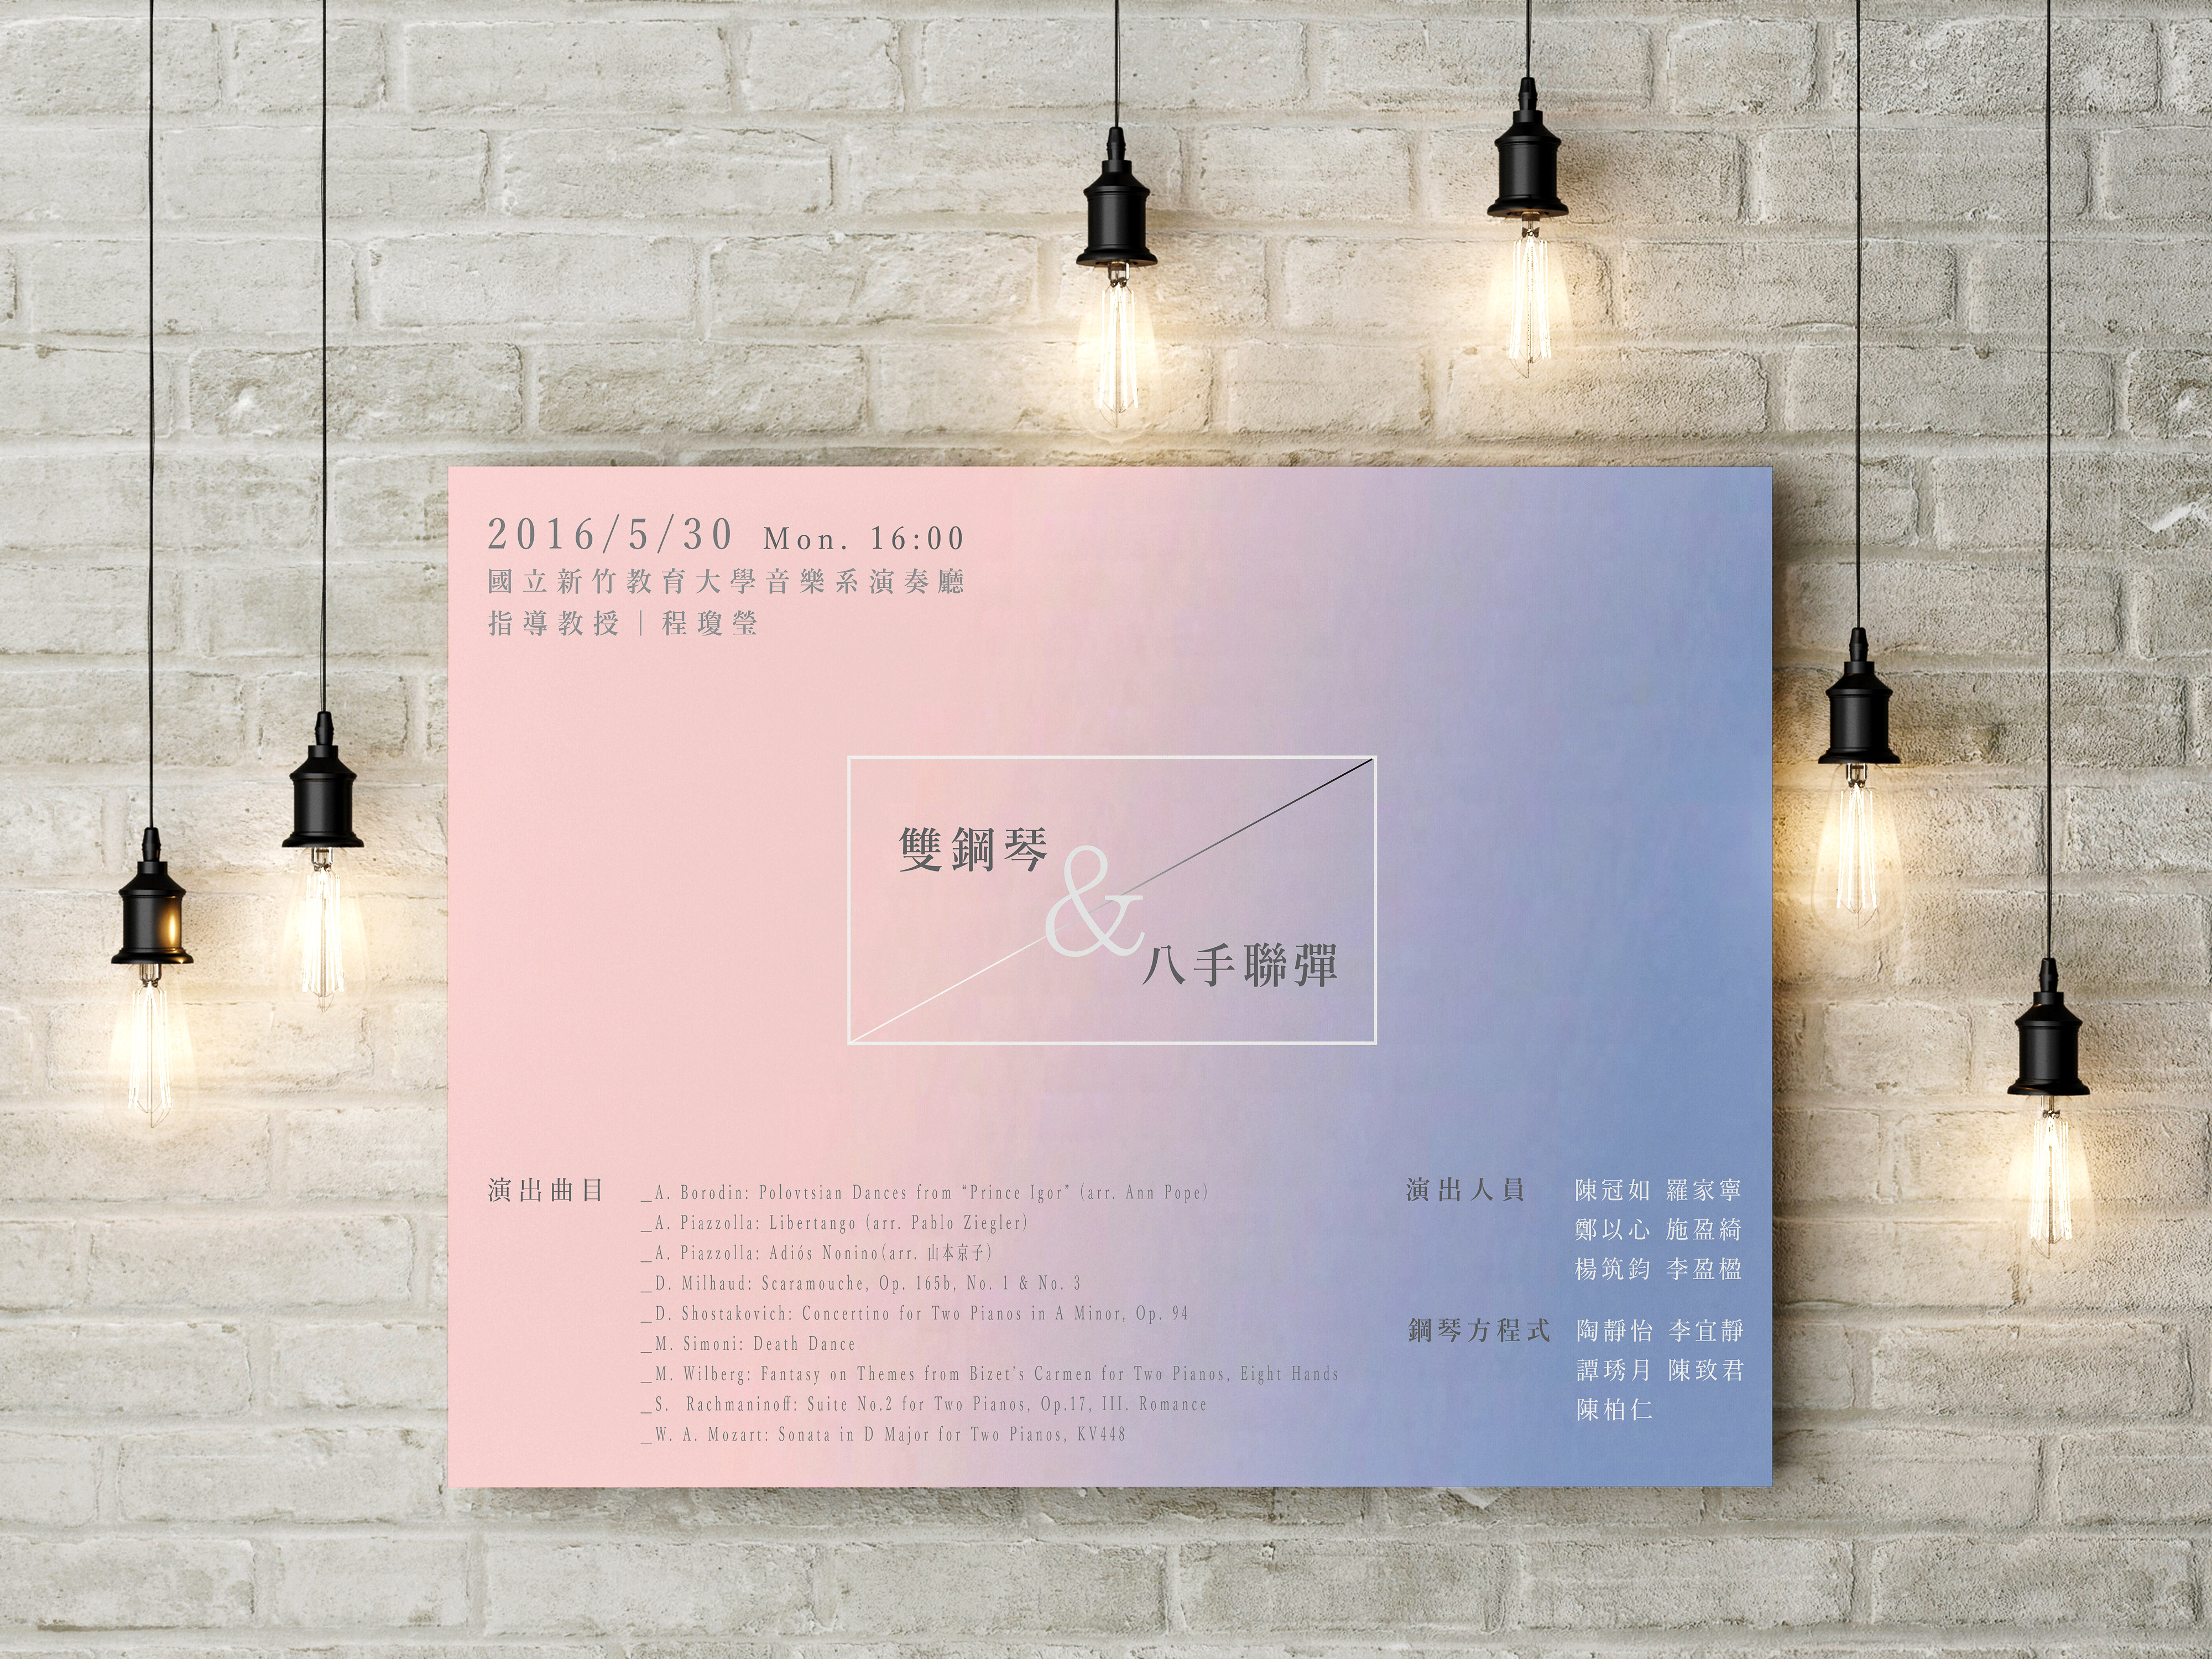 2016/5/30 Mon. 16:00
國立新竹教育大學音樂系演奏廳
指導教授｜程瓊瑩
雙鋼琴
&
八手聯彈
演出曲目
_A. Borodin: Polovtsian Dances from “Prince Igor” (arr. Ann Pope)
_A. Piazzolla: Libertango (arr. Pablo Ziegler)
_A. Piazzolla: Adiós Nonino(arr. 山本京子)
_D. Milhaud: Scaramouche, Op. 165b, No. 1 & No. 3
_D. Shostakovich: Concertino for Two Pianos in A Minor, Op. 94
_M. Simoni: Death Dance
_M. Wilberg: Fantasy on Themes from Bizet's Carmen for Two Pianos, Eight Hands
_S. Rachmaninoff: Suite No.2 for Two Pianos, Op.17, III. Romance
_W. A. Mozart: Sonata in D Major for Two Pianos, KV448
演出人員 陳冠如 羅家寧
鄭以心 施盈綺
楊筑鈞 李盈楹
鋼琴方程式 陶靜怡 李宜靜
譚琇月 陳致君
陳柏仁